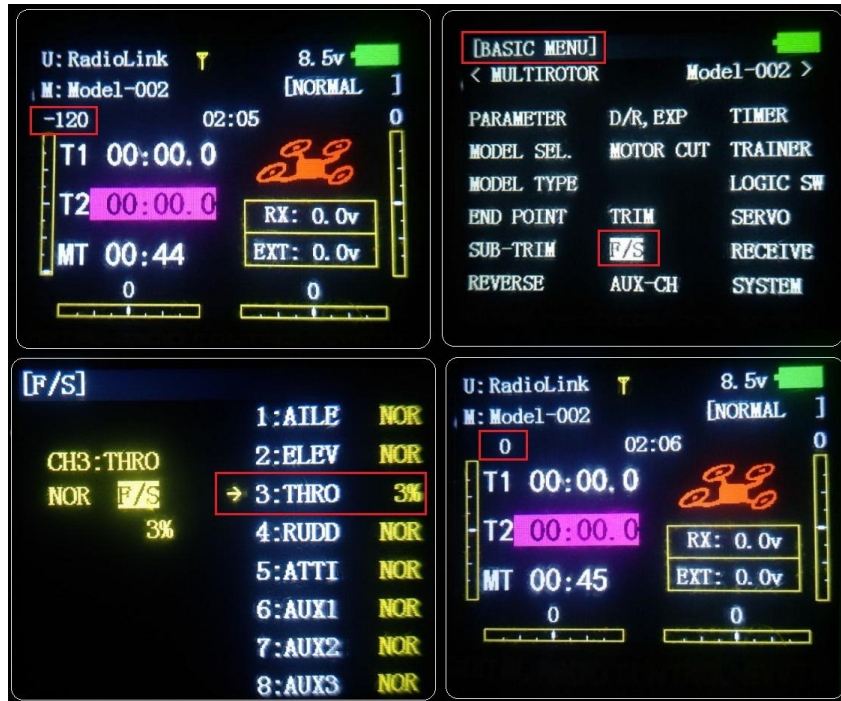 U: RadioLink 8.5v
M: Model-002 [NORMAL ]
-120 02:05 0
T1 00:00.0
T2 00:00.0
RX: 0.0v
MT 00:44 EXT: 0.0v
0 0
[BASIC MENU]
< MULTIROTOR Model-002 >
PARAMETER D/R,EXP TIMER
MODEL SEL. MOTOR CUT TRAINER
MODEL TYPE LOGIC SW
END POINT TRIM SERVO
SUB-TRIM F/S RECEIVE
REVERSE AUX-CH SYSTEM
[F/S]
CH3:THRO
NOR F/S
3%
1:AILE NOR
2:ELEV NOR
→ 3:THRO 3%
4:RUDD NOR
5:ATTI NOR
6:AUX1 NOR
7:AUX2 NOR
8:AUX3 NOR
U: RadioLink 8.5v
M: Model-002 [NORMAL ]
0 02:06 0
T1 00:00.0
T2 00:00.0
RX: 0.0v
MT 00:45 EXT: 0.0v
0 0